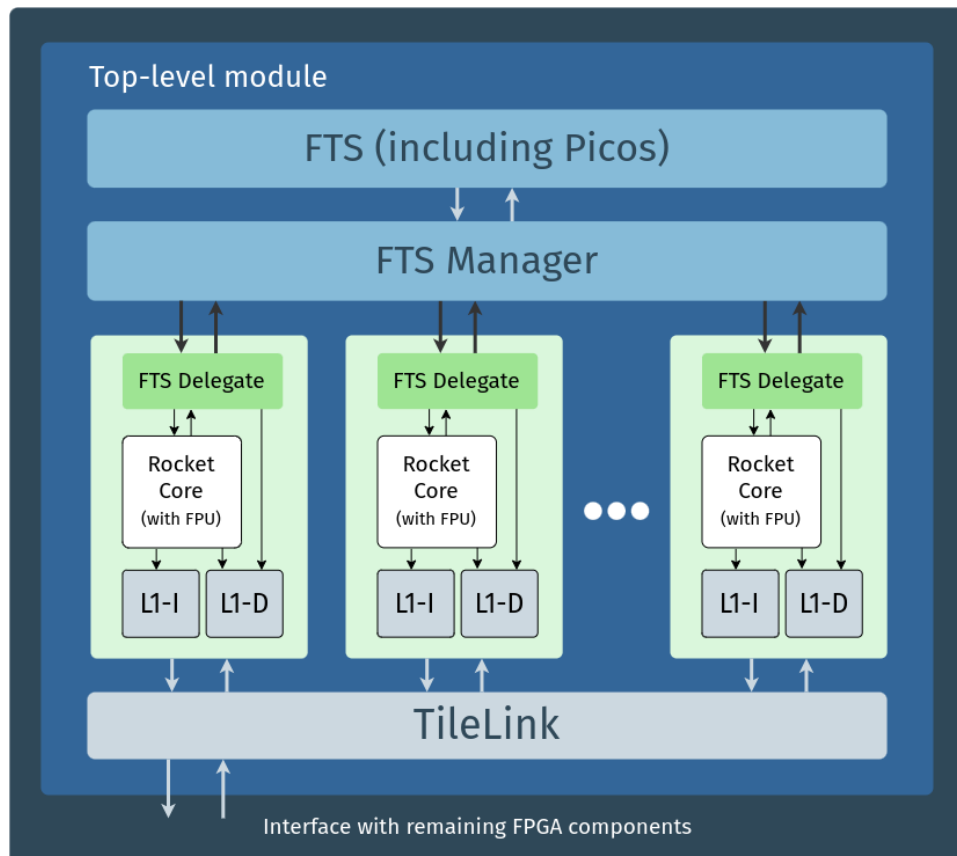 Top-level module
FTS (including Picos)
FTS Manager
FTS Delegate
Rocket
Core
(with FPU)
L1-I
L1-D
FTS Delegate
Rocket
Core
(with FPU)
L1-I
L1-D
FTS Delegate
Rocket
Core
(with FPU)
L1-I
L1-D
TileLink
Interface with remaining FPGA components